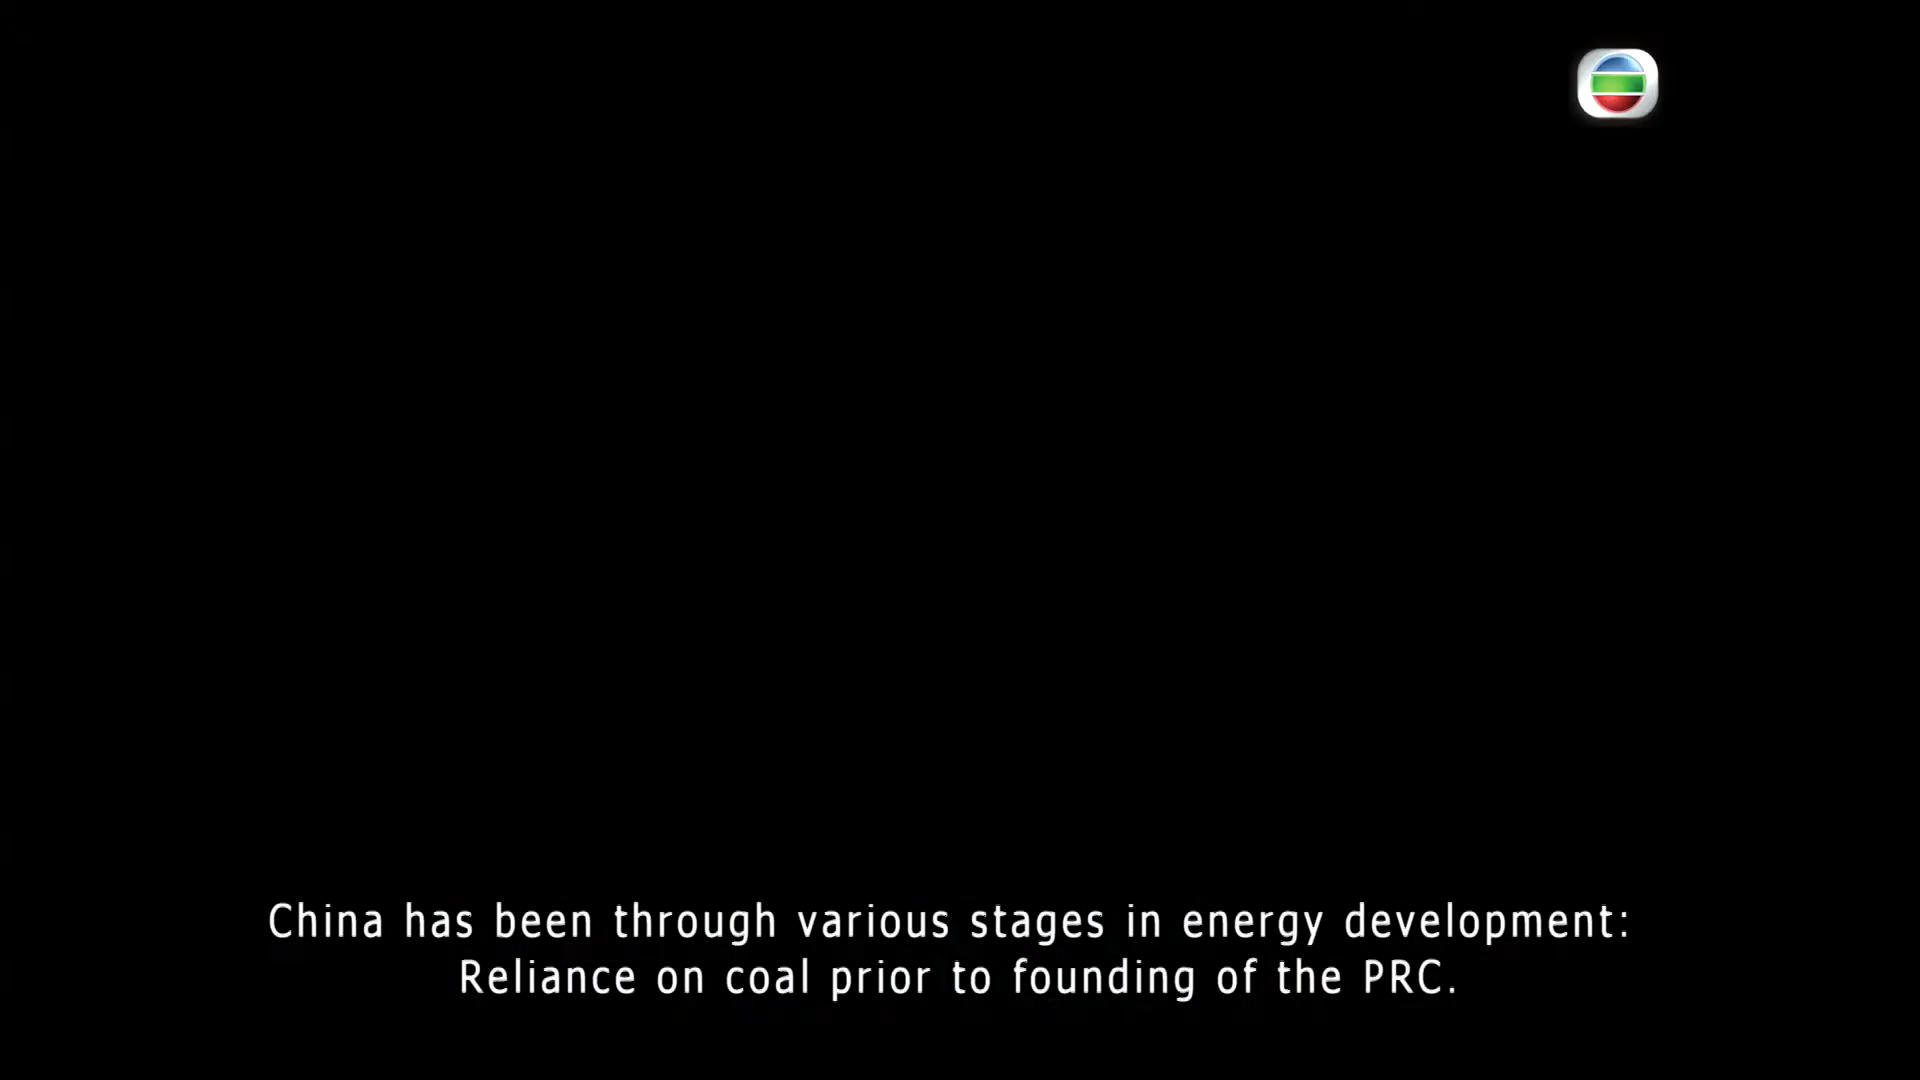 China has been through various stages in energy development:
Reliance on coal prior to founding of the PRC.